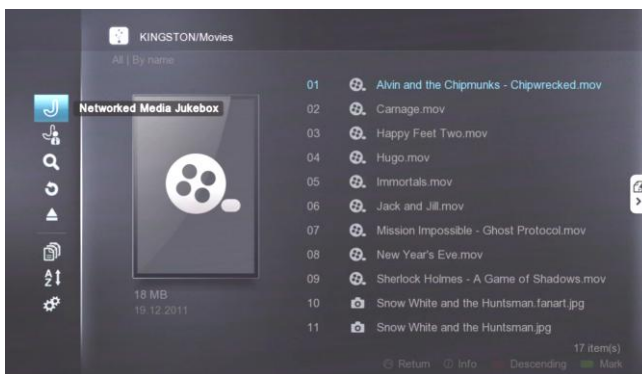 KINGSTON/Movies
All | By name
01 Alvin and the Chipmunks - Chipwrecked.mov
Networked Media Jukebox
02 Carnage.mov
03 Happy Feet Two.mov
04 Hugo.mov
05 Immortals.mov
06 Jack and Jill.mov
07 Mission Impossible - Ghost Protocol.mov
08 New Year's Eve.mov
09 Sherlock Holmes - A Game of Shadows.mov
18 MB
10 Snow White and the Huntsman.fanart.jpg
19.12.2011
11 Snow White and the Huntsman.jpg
17 item(s)
Return Info Descending Mark